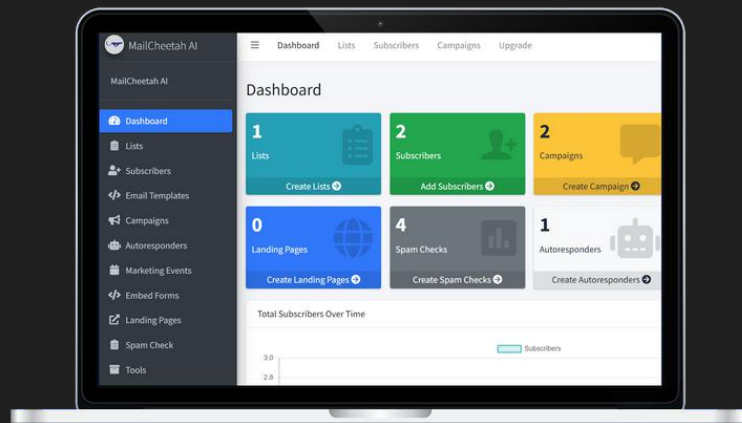 MailCheetah AI
Dashboard Lists Subscribers Campaigns Upgrade
MailCheetah AI
Dashboard
Lists
Subscribers
Email Templates
Campaigns
Autoresponders
Marketing Events
Embed Forms
Landing Pages
Spam Check
Tools
Dashboard
1
Lists
Create Lists
2
Subscribers
Add Subscribers
2
Campaigns
Create Campaign
0
Landing Pages
Create Landing Pages
4
Spam Checks
Create Spam Checks
1
Autoresponders
Create Autoresponders
Total Subscribers Over Time
Subscribers
3.0
2.8